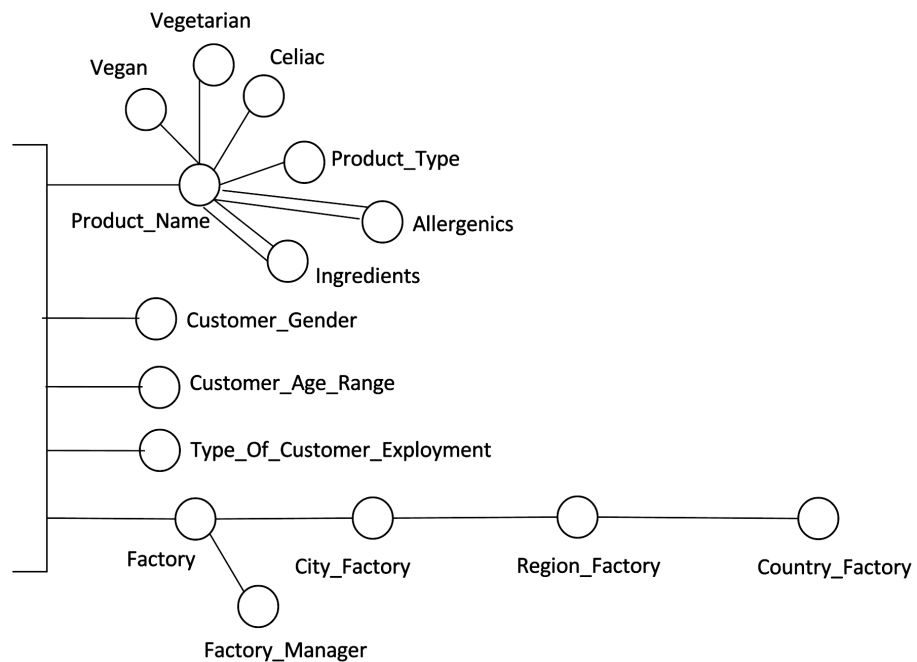 Vegetarian
Celiac
Vegan
Product_Type
Product_Name
Allergenics
Ingredients
Customer_Gender
Customer_Age_Range
Type_Of_Customer_Exployment
Factory
City_Factory
Region_Factory
Country_Factory
Factory_Manager